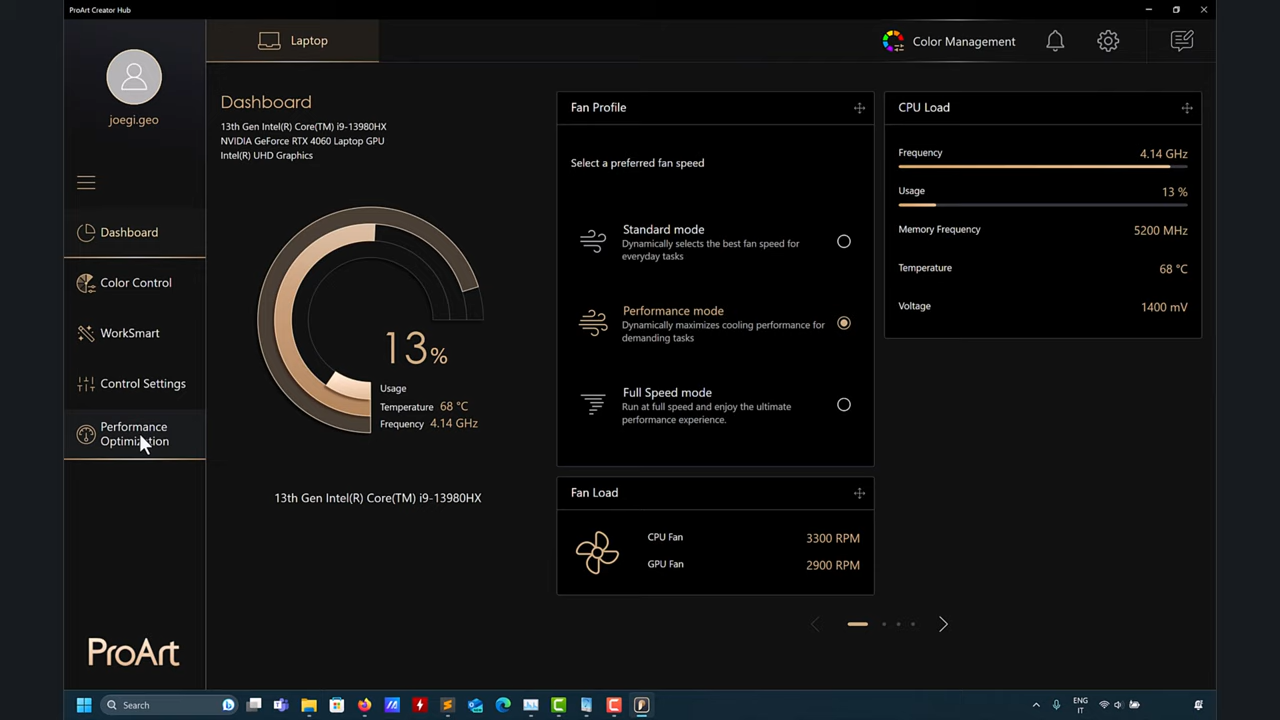 ProArt Creator Hub
joegi.geo
Dashboard
Color Control
WorkSmart
Control Settings
Performance
Optimization
ProArt
Laptop
Color Management
Dashboard
13th Gen Intel(R) Core(TM) i9-13980HX
NVIDIA GeForce RTX 4060 Laptop GPU
Intel(R) UHD Graphics
13%
Usage
Temperature 68 °C
Frequency 4.14 GHz
13th Gen Intel(R) Core(TM) i9-13980HX
Fan Profile
Select a preferred fan speed
Standard mode
Dynamically selects the best fan speed for
everyday tasks
Performance mode
Dynamically maximizes cooling performance for
demanding tasks
Full Speed mode
Run at full speed and enjoy the ultimate
performance experience.
Fan Load
CPU Fan 3300 RPM
GPU Fan 2900 RPM
CPU Load
Frequency 4.14 GHz
Usage 13 %
Memory Frequency 5200 MHz
Temperature 68 °C
Voltage 1400 mV
Search
ENG
IT